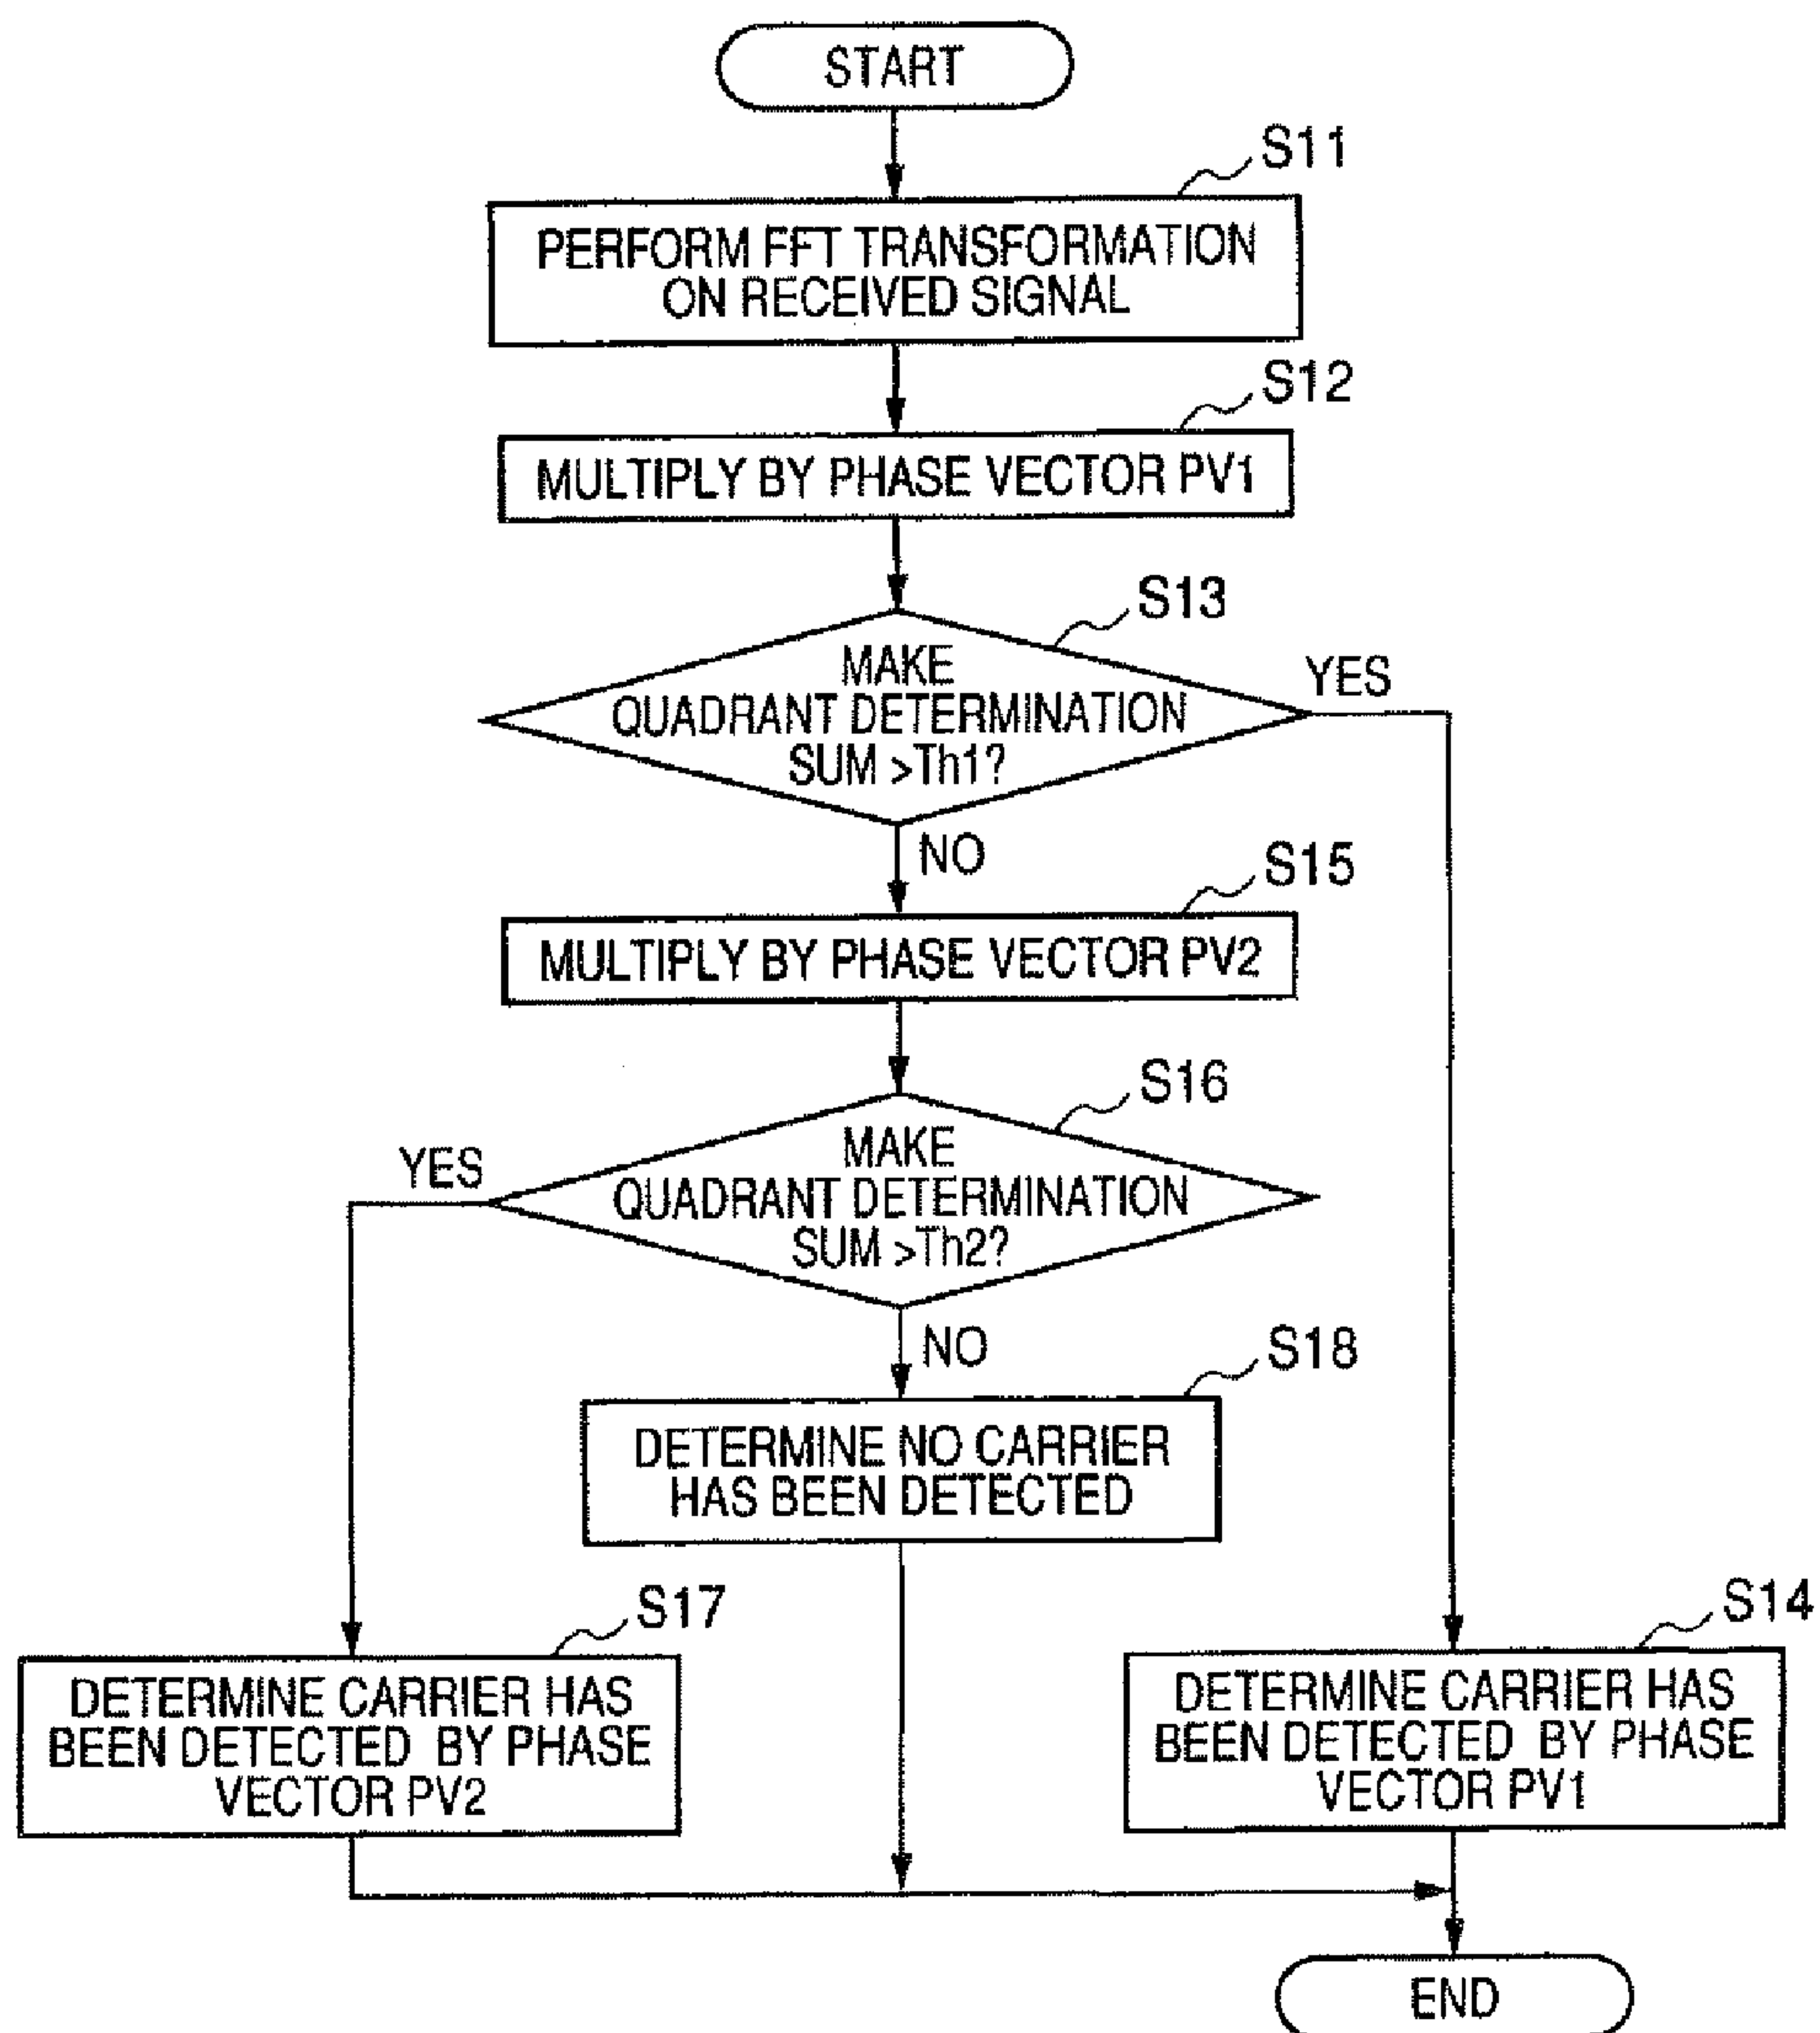 START
S11
PERFORM FFT TRANSFORMATION
ON RECEIVED SIGNAL
S12
MULTIPLY BY PHASE VECTOR PV1
S13
MAKE
QUADRANT DETERMINATION
SUM >Th1?
YES
NO
S15
MULTIPLY BY PHASE VECTOR PV2
S16
MAKE
QUADRANT DETERMINATION
SUM >Th2?
YES
NO
S18
DETERMINE NO CARRIER
HAS BEEN DETECTED
S17
DETERMINE CARRIER HAS
BEEN DETECTED BY PHASE
VECTOR PV2
S14
DETERMINE CARRIER HAS
BEEN DETECTED BY PHASE
VECTOR PV1
END